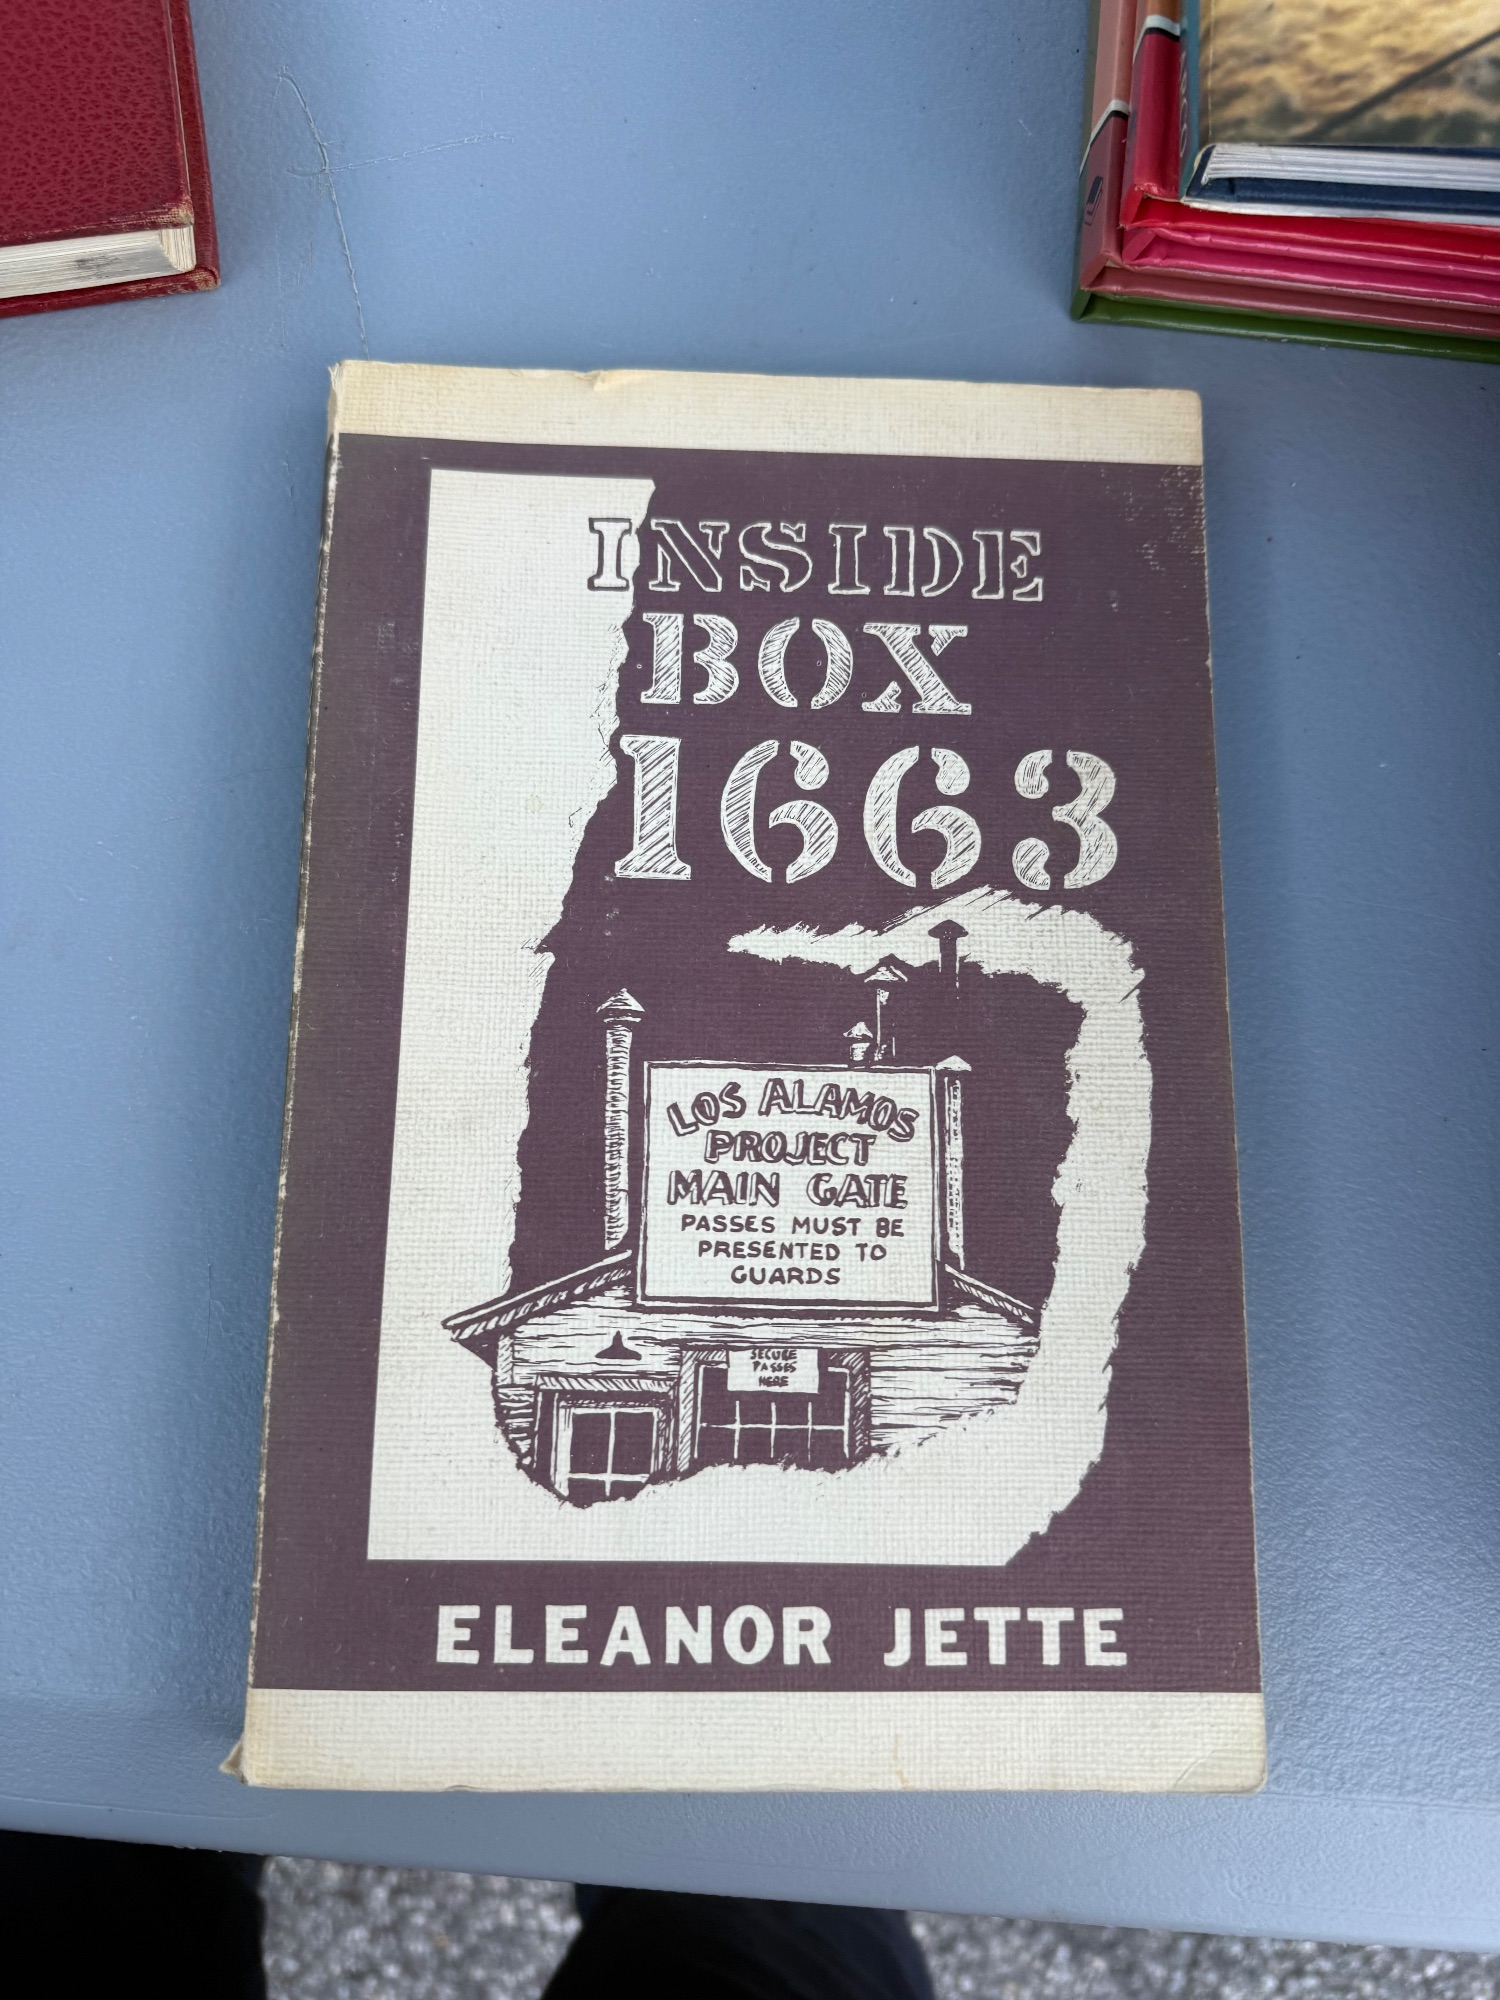 INSIDE
BOX
1663
LOS ALAMOS
PROJECT
MAIN GATE
PASSES MUST BE
PRESENTED TO
GUARDS
SECURE
PASSES
HERE
ELEANOR JETTE